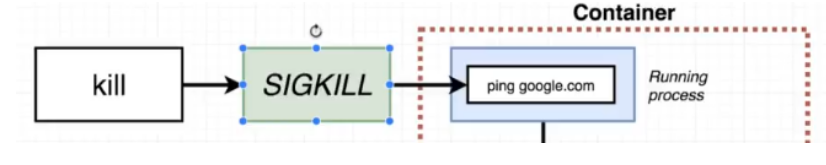 Container
kill
SIGKILL
ping google.com
Running
process